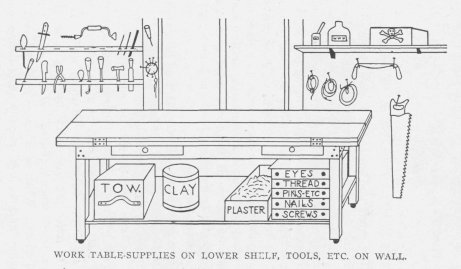 TOW.
CLAY
PLASTER
EYES
THREAD
PINS-ETC
NAILS
SCREWS
WORK TABLE-SUPPLIES ON LOWER SHELF, TOOLS, ETC. ON WALL.